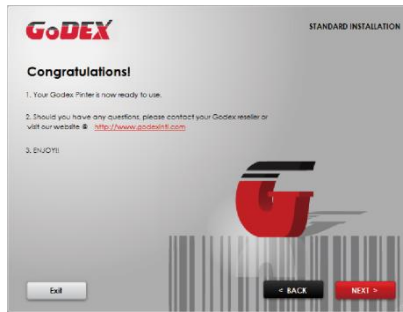 GoDEX
STANDARD INSTALLATION
Congratulations!
1. Your Godex Pinter is now ready to use.
2. Should you have any questions, please contact your Godex reseller or
visit our website @ http://www.godexintl.com
3. ENJOY!!
Exit
< BACK
NEXT >